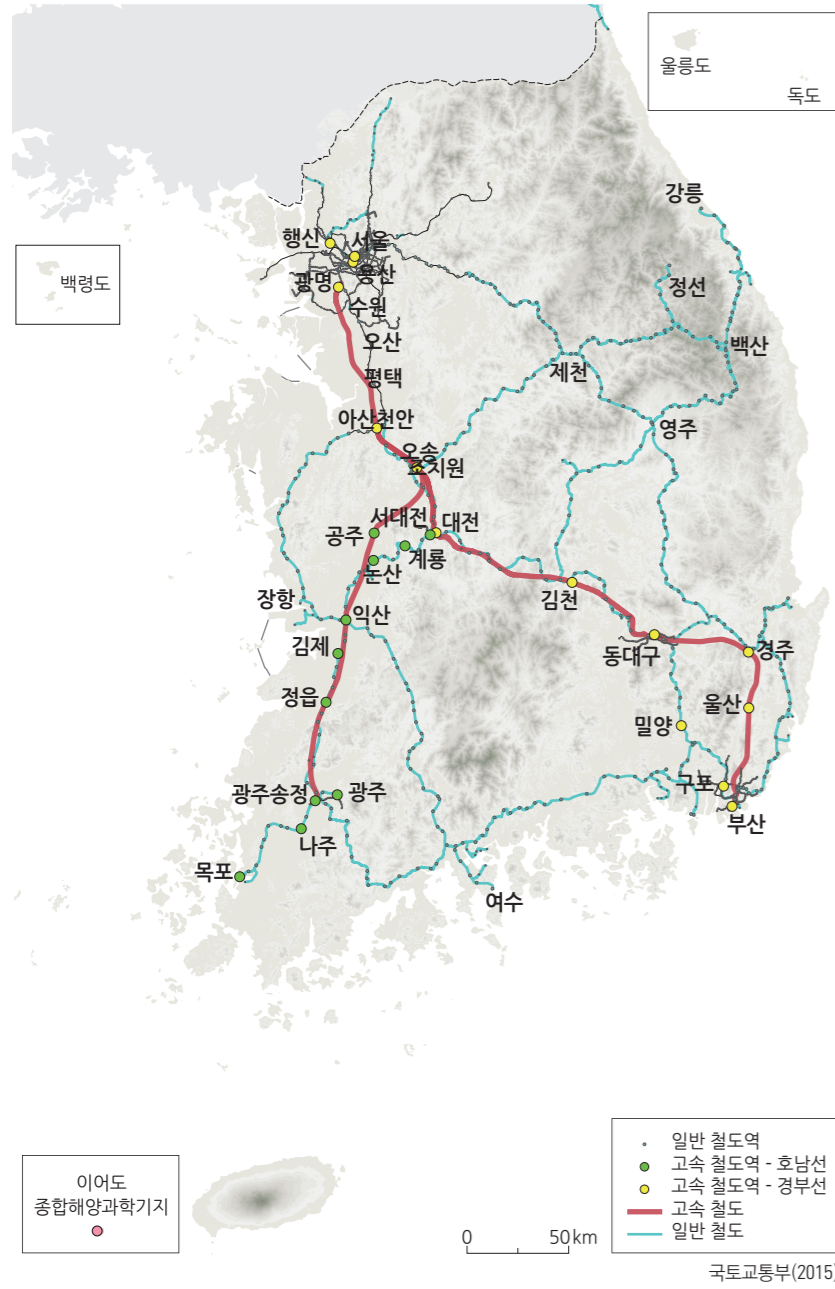 울릉도
독도
강릉
행신
서울
용산
백령도
정선
광명
수원
오산
백산
평택
제천
아산천안
영주
오송
조치원
서대전
대전
공주
계룡
논산
김천
장항
익산
동대구
경주
김제
정읍
울산
밀양
구포
광주송정
광주
부산
나주
목포
여수
일반 철도역
고속 철도역 - 호남선
고속 철도역 - 경부선
고속 철도
일반 철도
이어도
종합해양과학기지
0 50 km
국토교통부(2015)